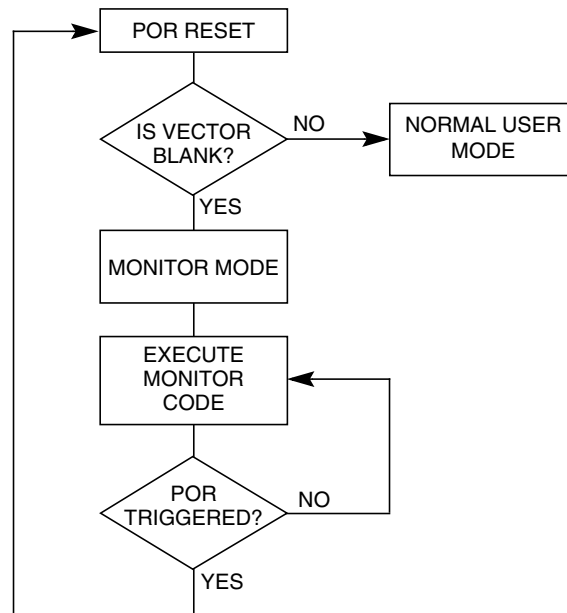 POR RESET
IS VECTOR
BLANK?
NO
NORMAL USER
MODE
YES
MONITOR MODE
EXECUTE
MONITOR
CODE
POR
TRIGGERED?
NO
YES